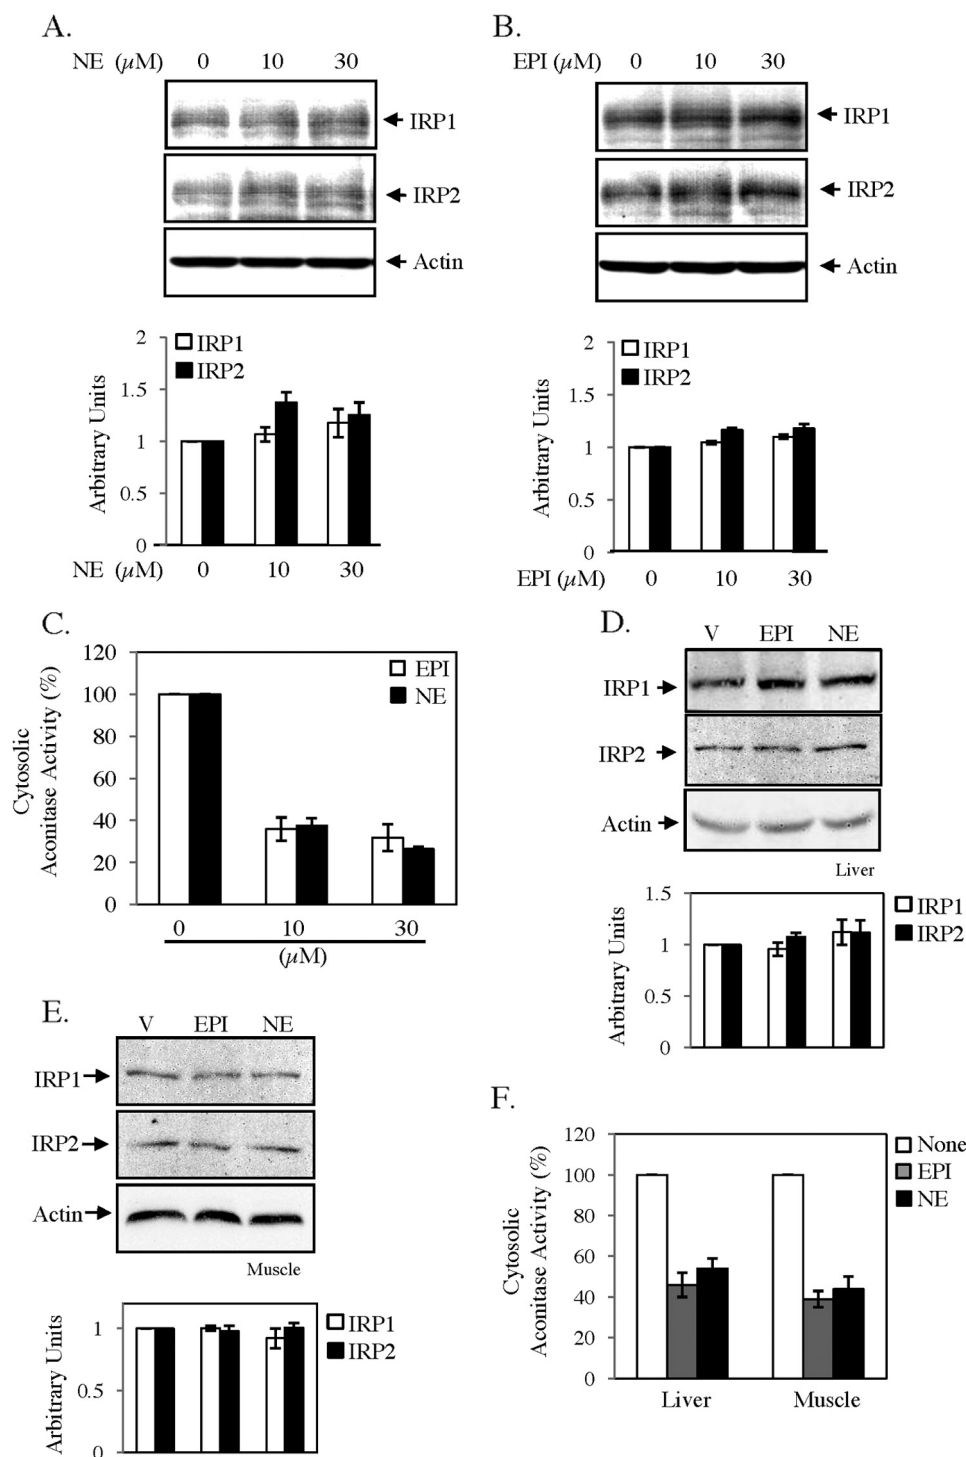 A.
NE (µM) 0 10 30
IRP1
IRP2
Actin
2
1.5
1
0.5
0
Arbitrary Units
IRP1
IRP2
NE (µM) 0 10 30
B.
EPI (µM) 0 10 30
IRP1
IRP2
Actin
2
1.5
1
0.5
0
Arbitrary Units
IRP1
IRP2
EPI (µM) 0 10 30
C.
120
100
80
60
40
20
0
Cytosolic
Aconitase Activity (%)
EPI
NE
0 10 30
(µM)
D.
V EPI NE
IRP1
IRP2
Actin
Liver
1.5
1
0.5
0
Arbitrary Units
IRP1
IRP2
E.
V EPI NE
IRP1
IRP2
Actin
Muscle
1
0.5
0
Arbitrary Units
IRP1
IRP2
F.
120
100
80
60
40
20
0
Cytosolic
Aconitase Activity (%)
None
EPI
NE
Liver Muscle